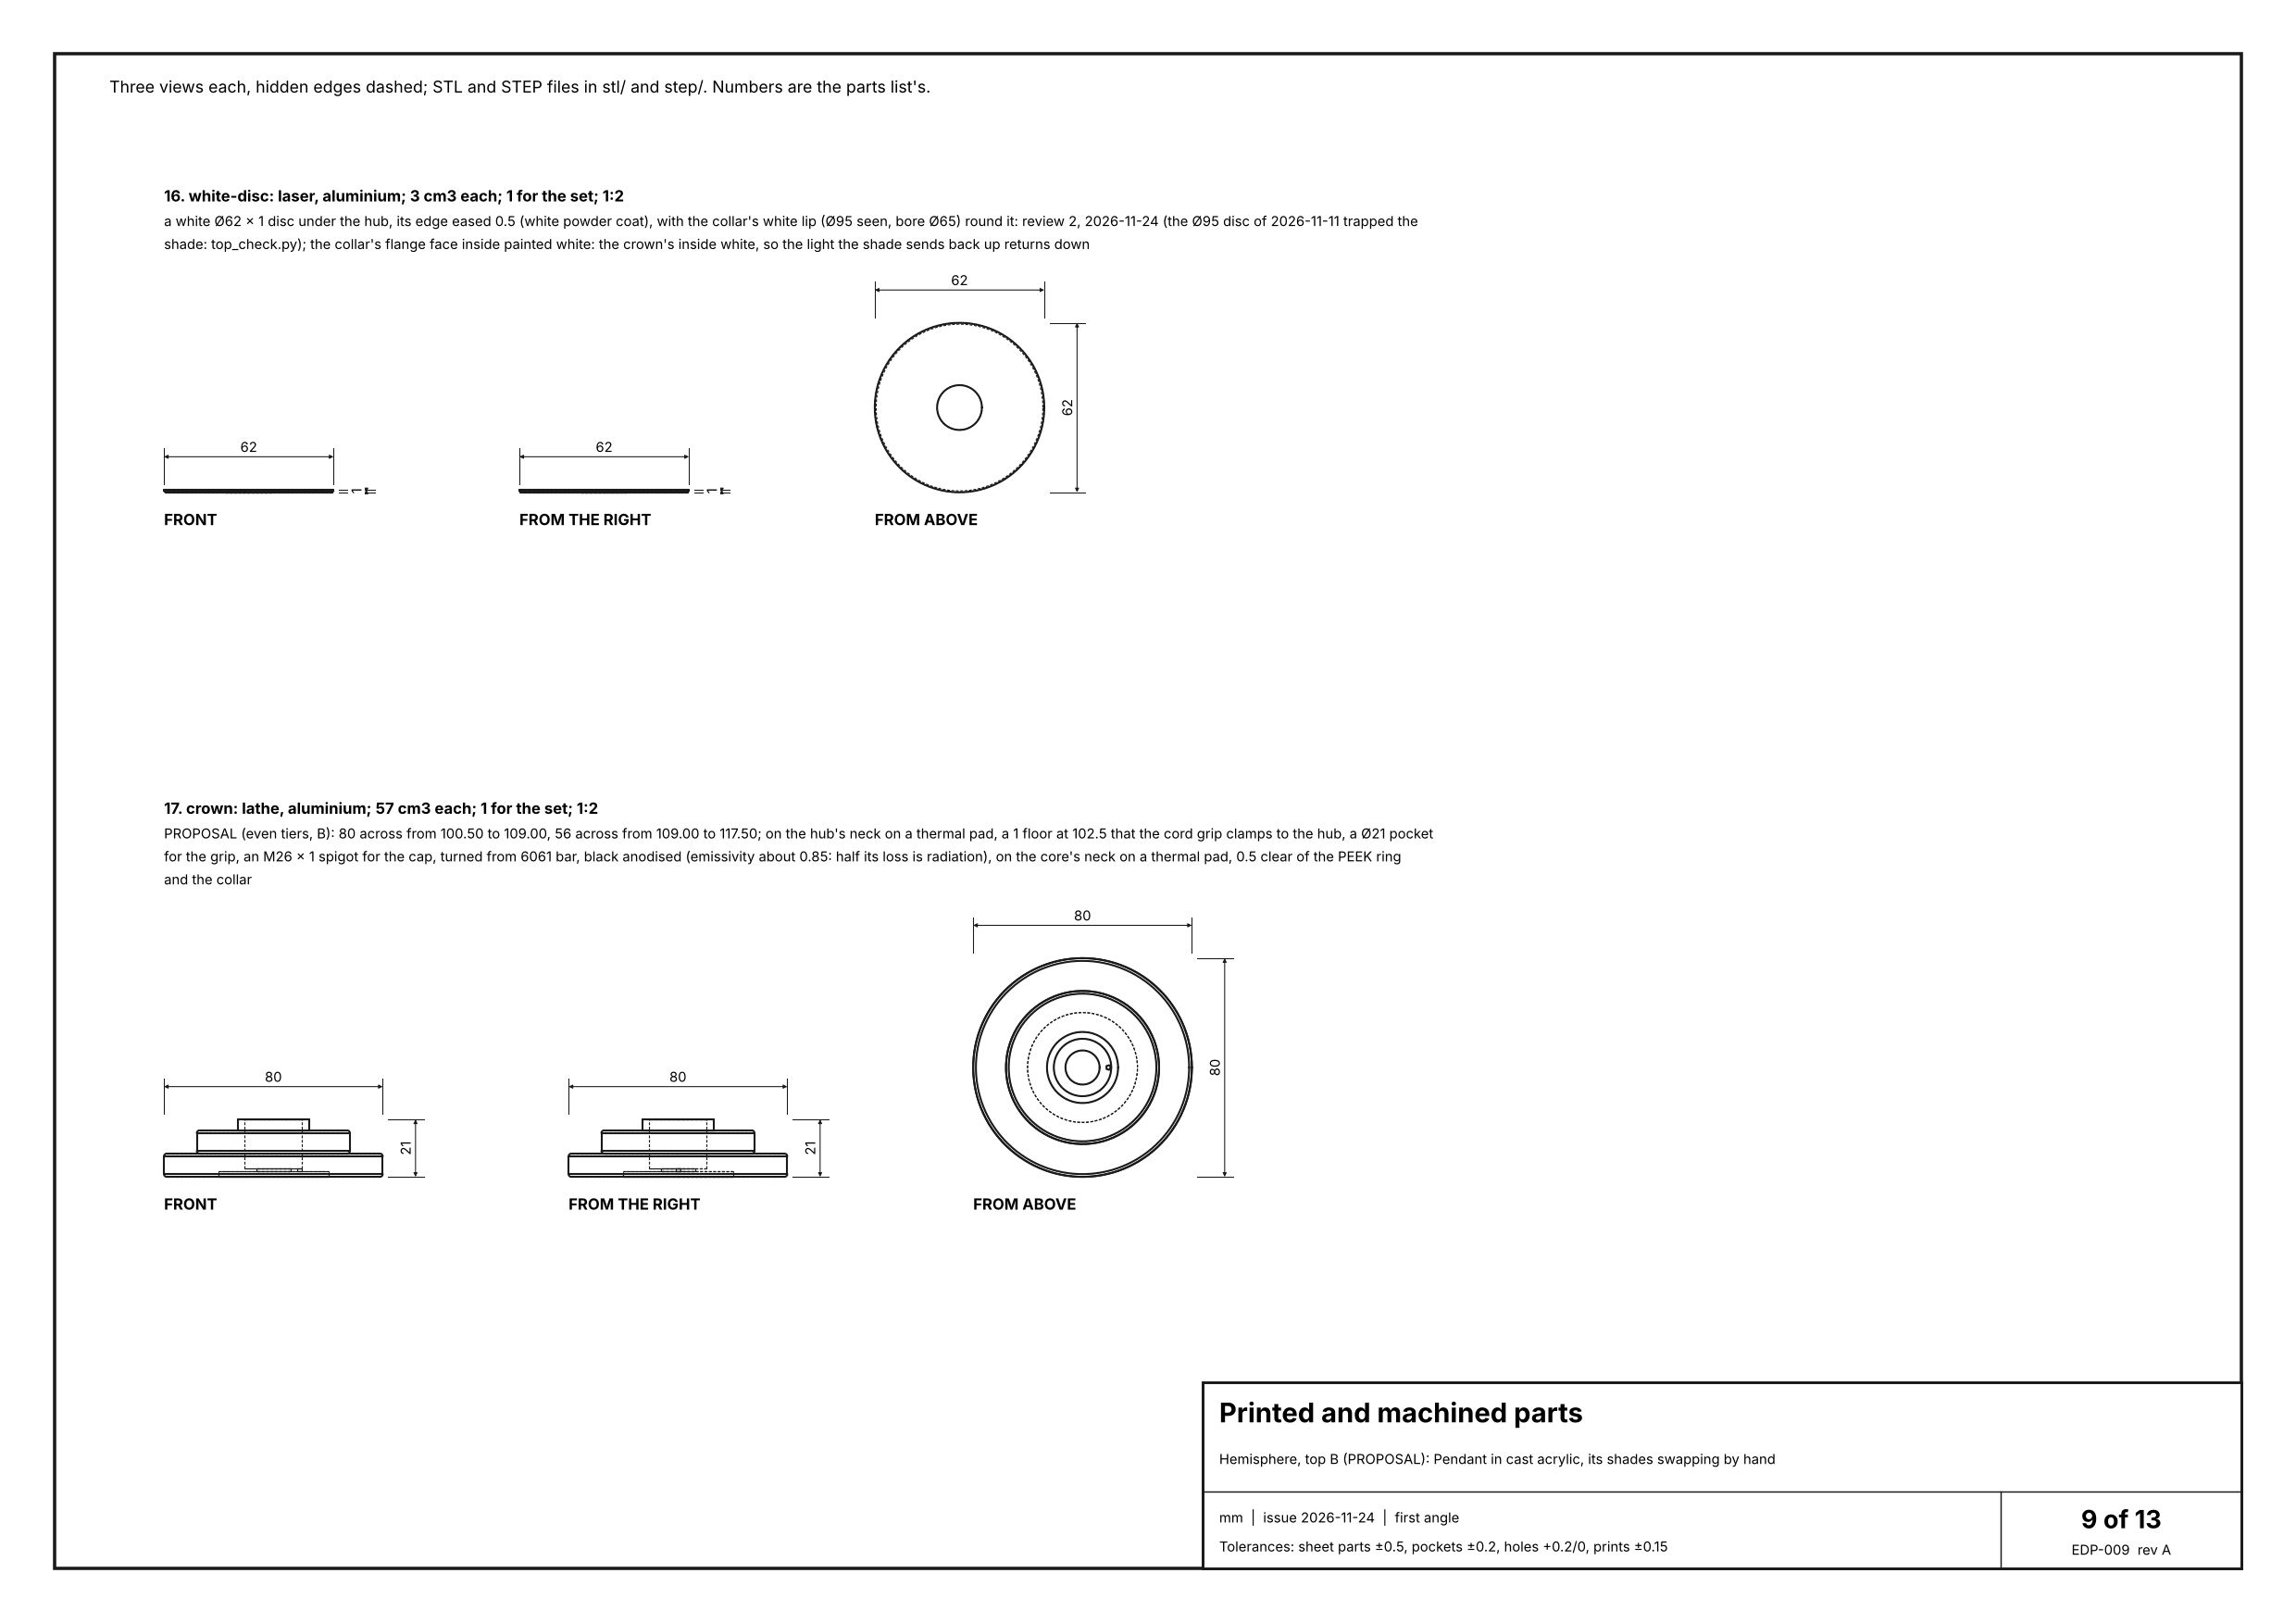 Three views each, hidden edges dashed; STL and STEP files in stl/ and step/. Numbers are the parts list's.
16. white-disc: laser, aluminium; 3 cm3 each; 1 for the set; 1:2
a white Ø62 × 1 disc under the hub, its edge eased 0.5 (white powder coat), with the collar's white lip (Ø95 seen, bore Ø65) round it: review 2, 2026-11-24 (the Ø95 disc of 2026-11-11 trapped the
shade: top_check.py); the collar's flange face inside painted white: the crown's inside white, so the light the shade sends back up returns down
62
62
62
62
1
1
FRONT
FROM THE RIGHT
FROM ABOVE
17. crown: lathe, aluminium; 57 cm3 each; 1 for the set; 1:2
PROPOSAL (even tiers, B): 80 across from 100.50 to 109.00, 56 across from 109.00 to 117.50; on the hub's neck on a thermal pad, a 1 floor at 102.5 that the cord grip clamps to the hub, a Ø21 pocket
for the grip, an M26 × 1 spigot for the cap, turned from 6061 bar, black anodised (emissivity about 0.85: half its loss is radiation), on the core's neck on a thermal pad, 0.5 clear of the PEEK ring
and the collar
80
80
80
80
21
21
FRONT
FROM THE RIGHT
FROM ABOVE
Printed and machined parts
Hemisphere, top B (PROPOSAL): Pendant in cast acrylic, its shades swapping by hand
mm | issue 2026-11-24 | first angle
Tolerances: sheet parts ±0.5, pockets ±0.2, holes +0.2/0, prints ±0.15
9 of 13
EDP-009 rev A